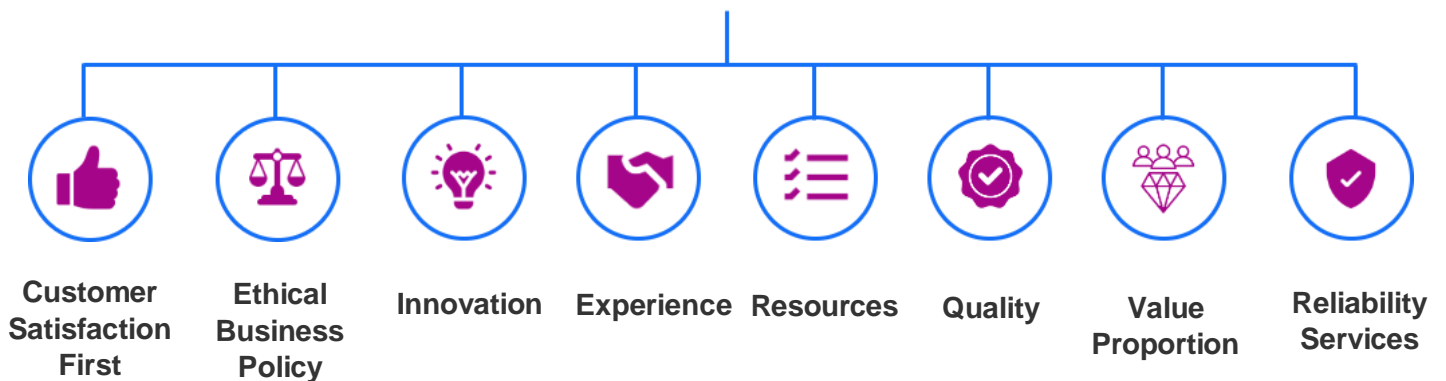 Customer
Satisfaction
First
Ethical
Business
Policy
Innovation
Experience
Resources
Quality
Value
Proportion
Reliability
Services